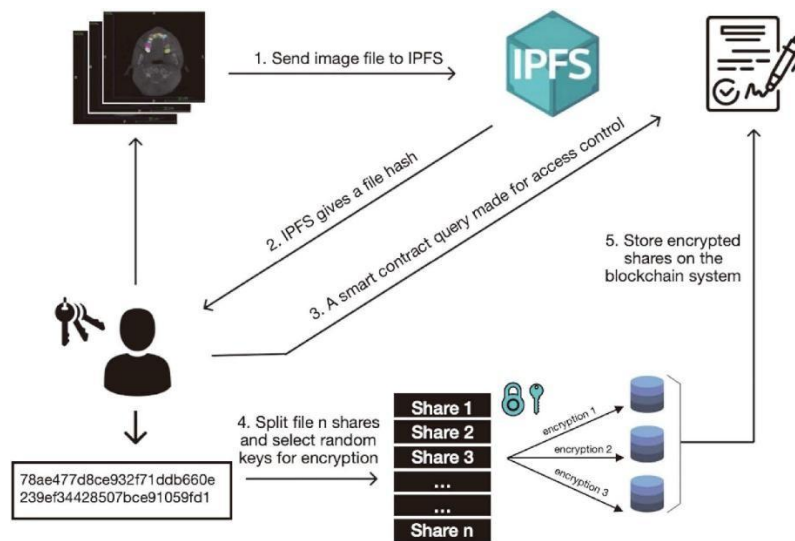 1. Send image file to IPFS
IPFS
2. IPFS gives a file hash
3. A smart contract query made for access control
5. Store encrypted
shares on the
blockchain system
4. Split file n shares
and select random
keys for encryption
78ae477d8ce932f71ddb660e
239ef34428507bce91059fd1
Share 1
Share 2
Share 3
...
...
Share n
encryption 1
encryption 2
encryption 3